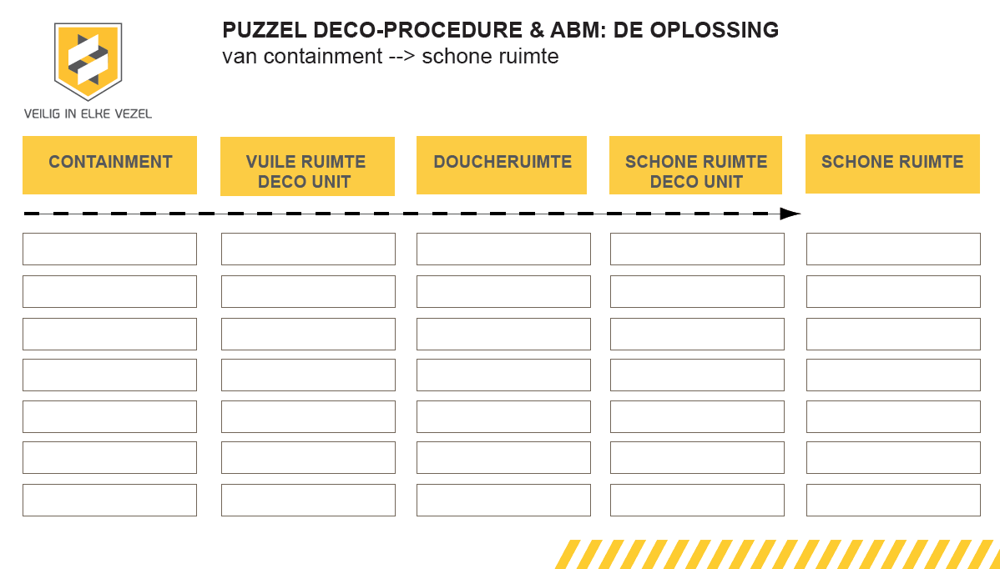 PUZZEL DECO-PROCEDURE & ABM: DE OPLOSSING
van containment --> schone ruimte
VEILIG IN ELKE VEZEL
CONTAINMENT
VUILE RUIMTE
DECO UNIT
DOUCHERUIMTE
SCHONE RUIMTE
DECO UNIT
SCHONE RUIMTE